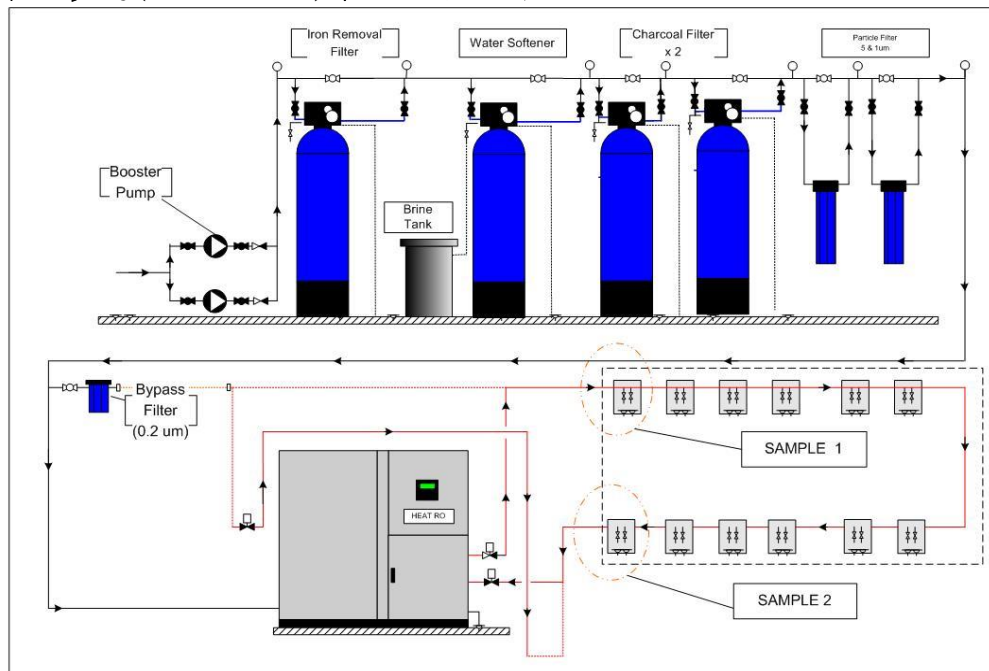 Iron Removal
Filter
Water Softener
Charcoal Filter
x 2
Particle Filter
5 & 1um
Booster
Pump
Brine
Tank
Bypass
Filter
(0.2 um)
SAMPLE 1
HEAT RO
SAMPLE 2